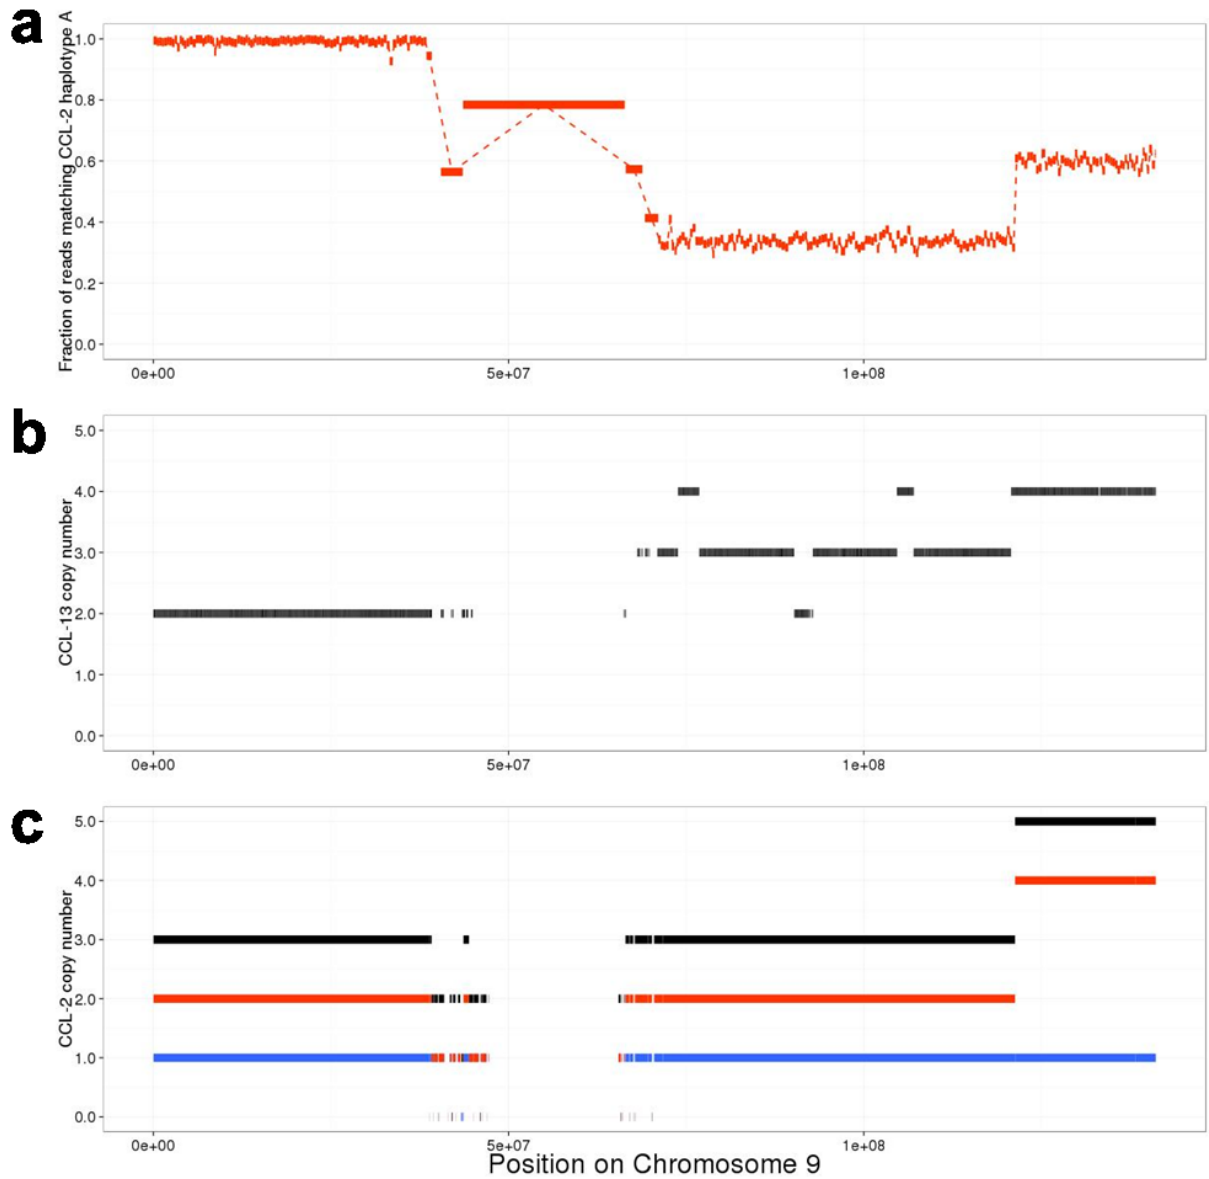 a
Fraction of reads matching CCL-2 haplotype A
1.0
0.8
0.6
0.4
0.2
0.0
0e+00
5e+07
1e+08
b
CCL-13 copy number
5.0
4.0
3.0
2.0
1.0
0.0
0e+00
5e+07
1e+08
c
CCL-2 copy number
5.0
4.0
3.0
2.0
1.0
0.0
0e+00
5e+07
1e+08
Position on Chromosome 9